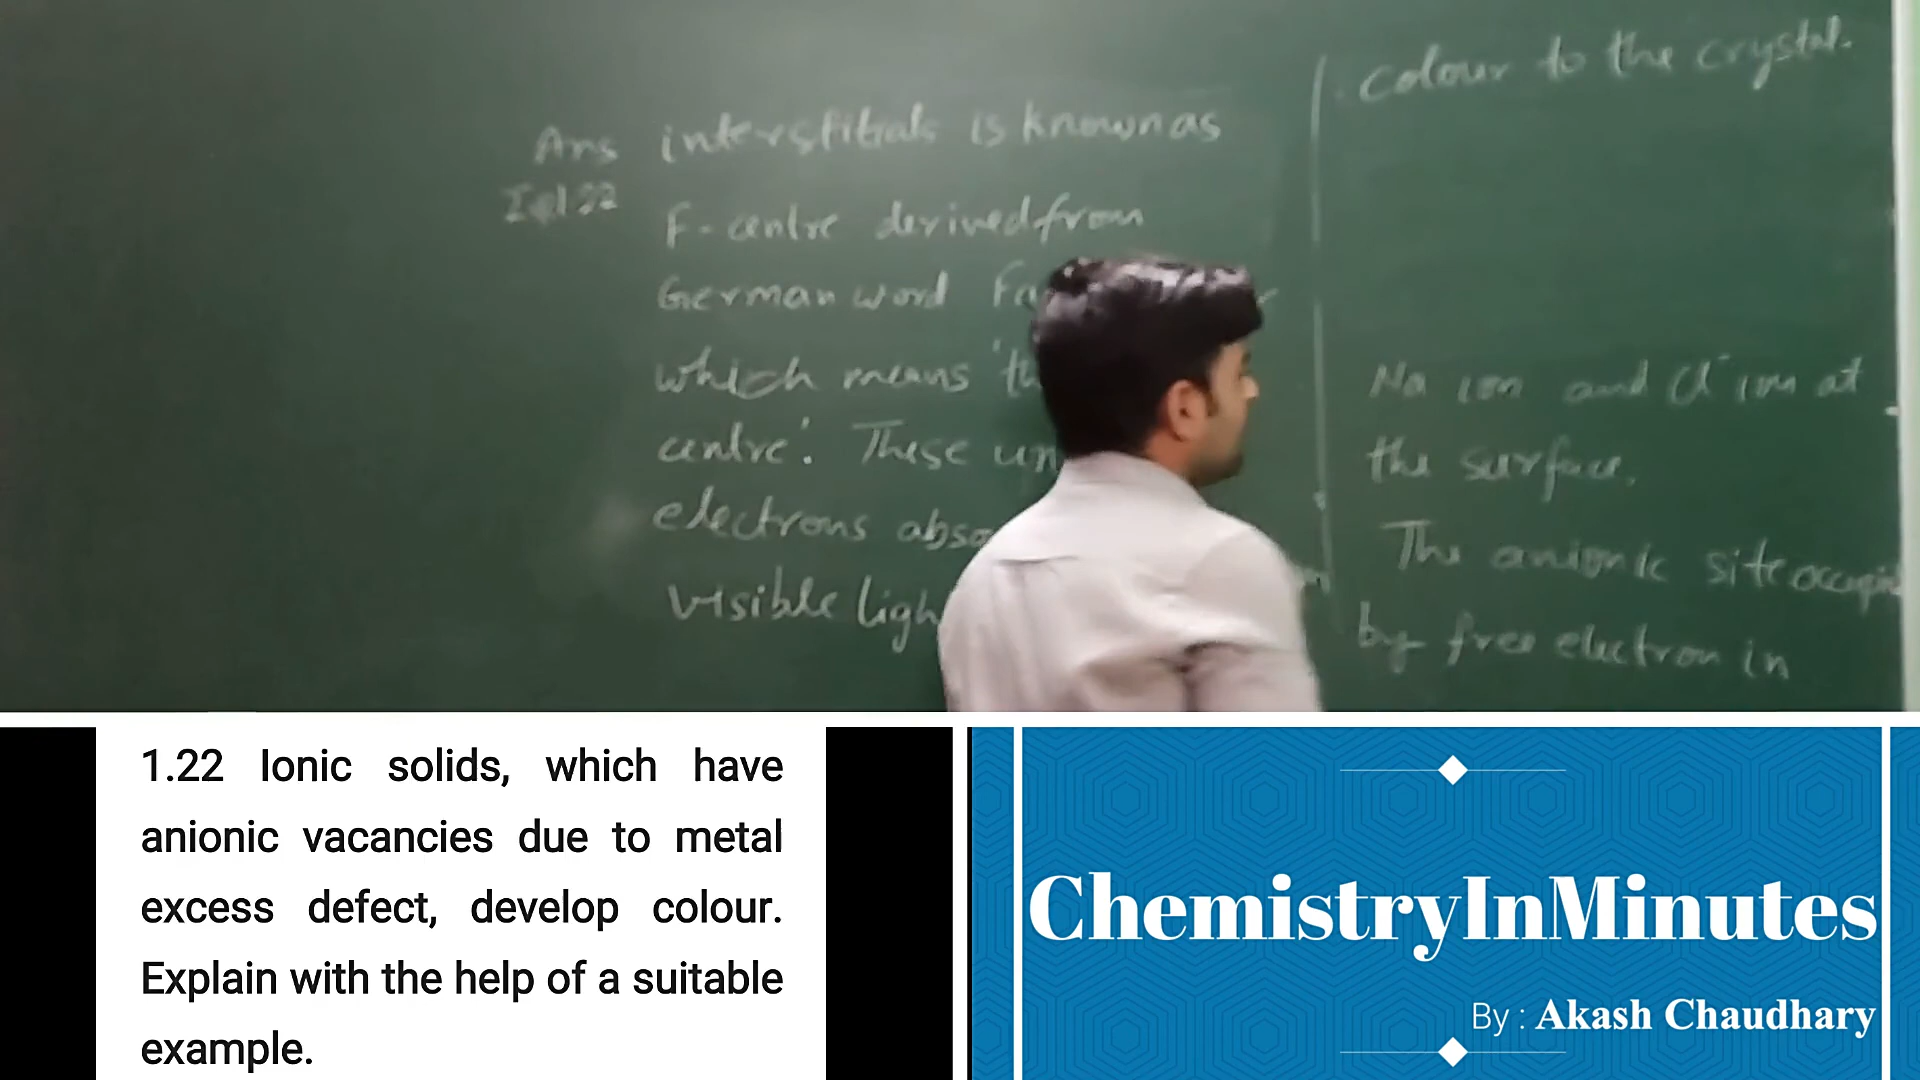 Ans
I@1.22
interstitials is known as
F-centre derived from
German word Fa
which means '
centre'. These un
electrons abso
visible ligh
colour to the crystal.
Na ion and Cl⁻ ion at
the surface.
The anionic site
by free electron in
1.22 Ionic solids, which have
anionic vacancies due to metal
excess defect, develop colour.
Explain with the help of a suitable
example.
ChemistryInMinutes
By : Akash Chaudhary